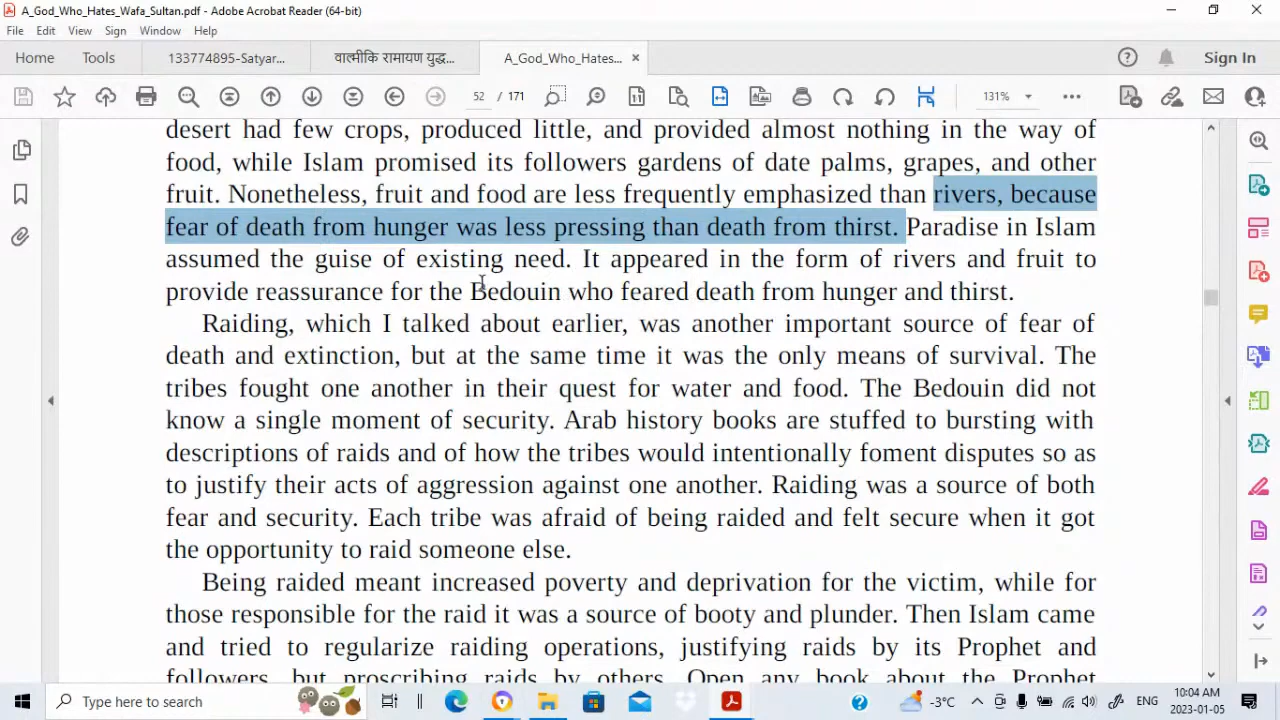 A_God_Who_Hates_Wafa_Sultan.pdf - Adobe Acrobat Reader (64-bit)
File Edit View Sign Window Help
Home Tools 133774895-Satyar... वाल्मीकि रामायण युद्ध... A_God_Who_Hates... Sign In
52 / 171 131%
desert had few crops, produced little, and provided almost nothing in the way of
food, while Islam promised its followers gardens of date palms, grapes, and other
fruit. Nonetheless, fruit and food are less frequently emphasized than rivers, because
fear of death from hunger was less pressing than death from thirst. Paradise in Islam
assumed the guise of existing need. It appeared in the form of rivers and fruit to
provide reassurance for the Bedouin who feared death from hunger and thirst.
Raiding, which I talked about earlier, was another important source of fear of
death and extinction, but at the same time it was the only means of survival. The
tribes fought one another in their quest for water and food. The Bedouin did not
know a single moment of security. Arab history books are stuffed to bursting with
descriptions of raids and of how the tribes would intentionally foment disputes so as
to justify their acts of aggression against one another. Raiding was a source of both
fear and security. Each tribe was afraid of being raided and felt secure when it got
the opportunity to raid someone else.
Being raided meant increased poverty and deprivation for the victim, while for
those responsible for the raid it was a source of booty and plunder. Then Islam came
and tried to regularize raiding operations, justifying raids by its Prophet and
followers, but proscribing raids by others. Open any book about the Prophet
Type here to search -3°C ENG 10:04 AM
2023-01-05